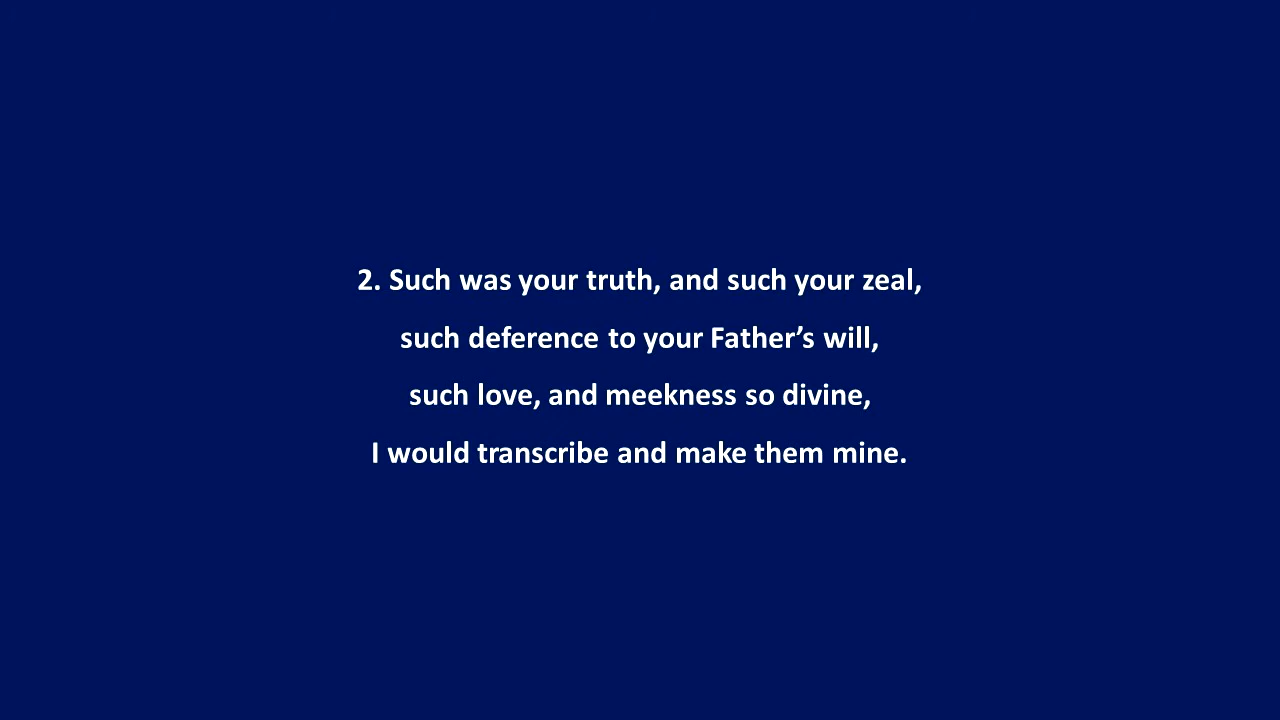 2. Such was your truth, and such your zeal,
such deference to your Father’s will,
such love, and meekness so divine,
I would transcribe and make them mine.